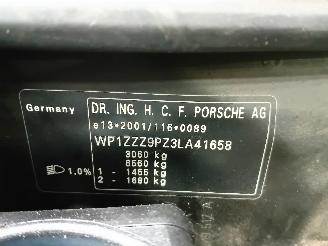 Germany
DR. ING. H. C. F. PORSCHE AG
e13*2001/116*0089
WP1ZZZ9PZ3LA41658
3060 kg
6560 kg
1,0%
1 - 1455 kg
2 - 1680 kg